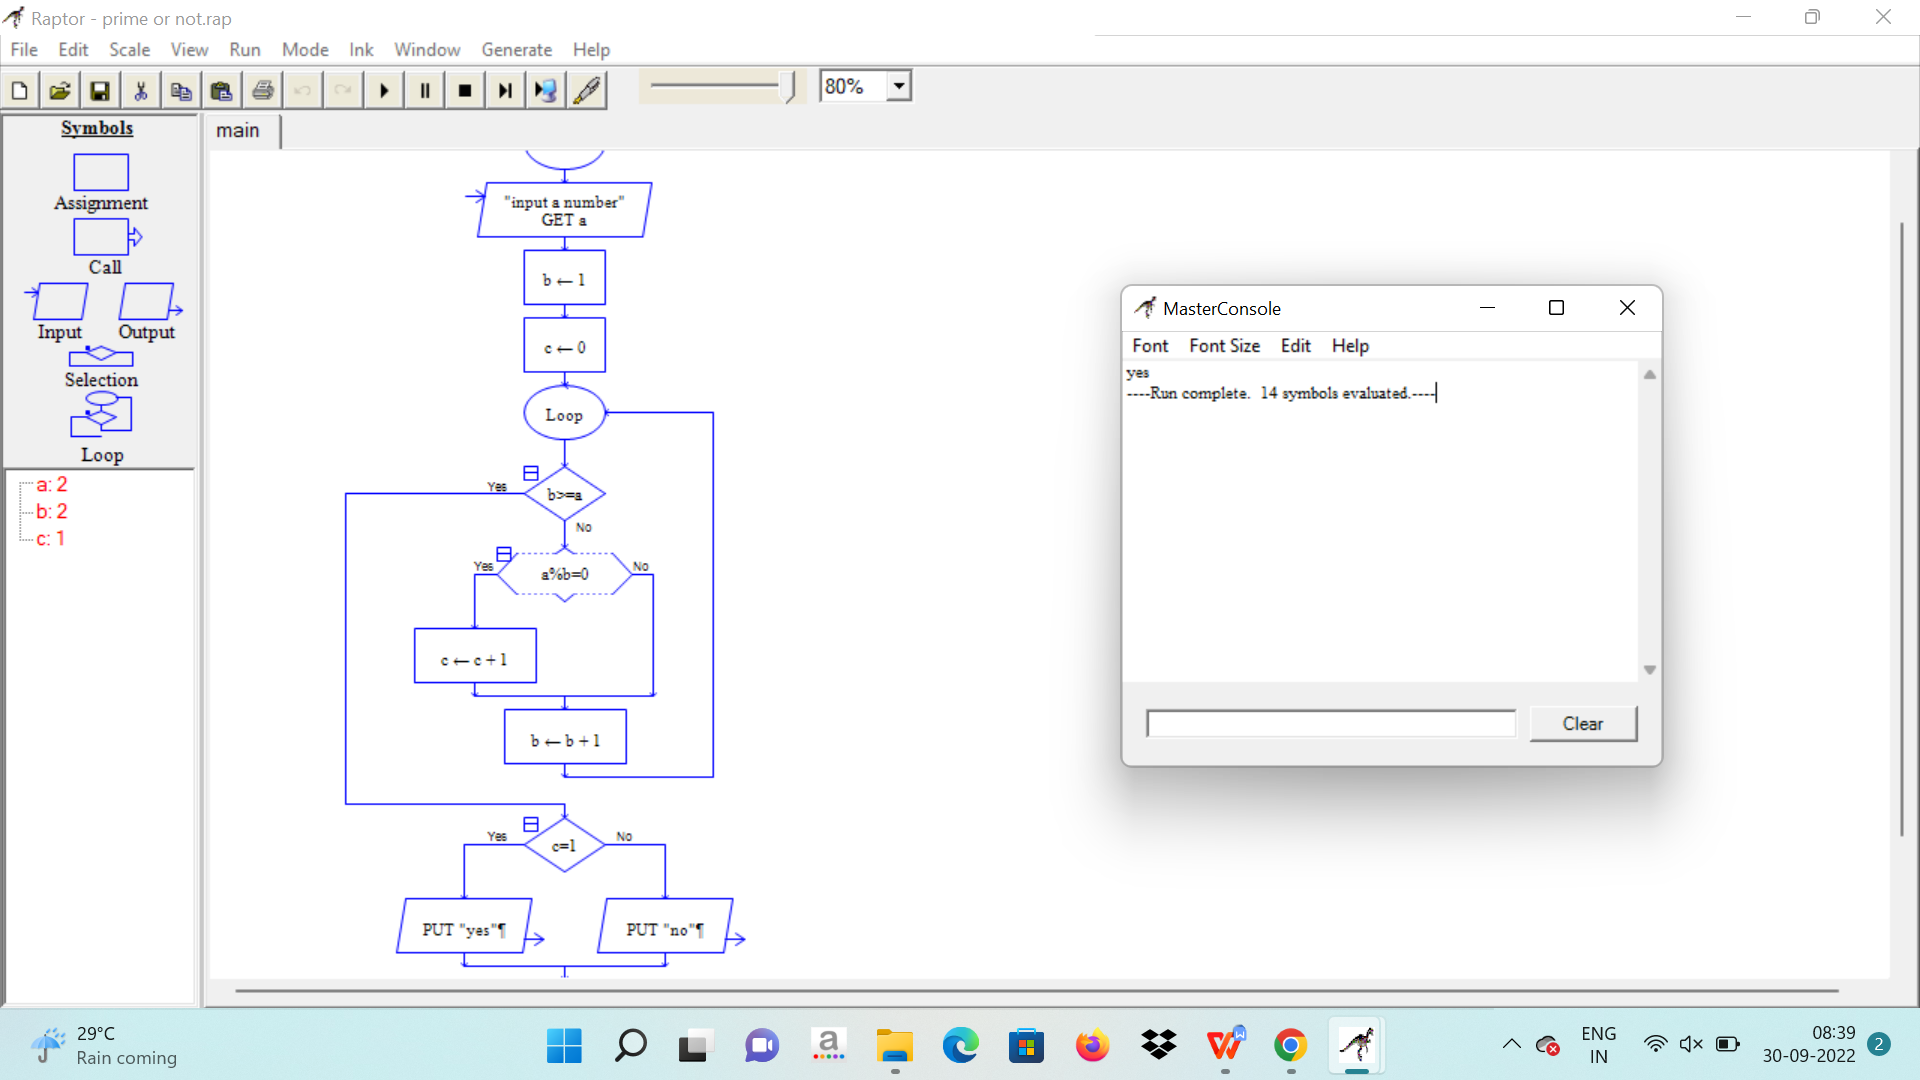 Raptor - prime or not.rap
File Edit Scale View Run Mode Ink Window Generate Help
80%
Symbols
Assignment
Call
Input Output
Selection
Loop
a: 2
b: 2
c: 1
main
"input a number"
GET a
b ← 1
c ← 0
Loop
Yes
b>=a
No
Yes
a%b=0
No
c ← c + 1
b ← b + 1
Yes
c=1
No
PUT "yes"¶
PUT "no"¶
MasterConsole
Font Font Size Edit Help
yes
----Run complete.  14 symbols evaluated.----
Clear
29°C
Rain coming
a
W
ENG
IN
08:39
30-09-2022
2